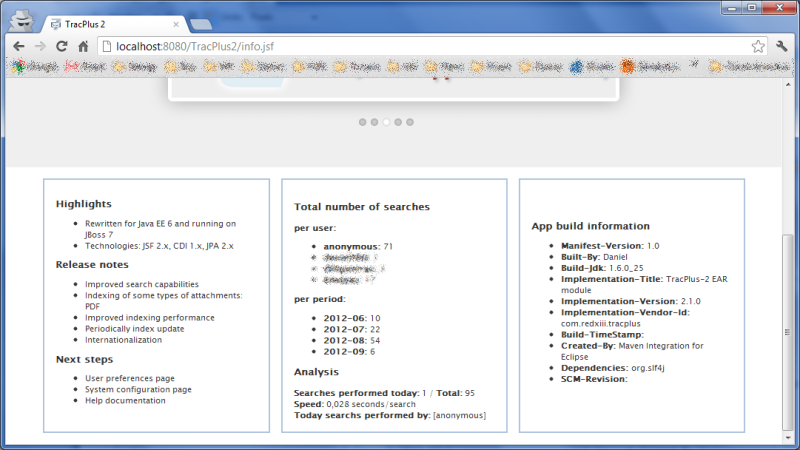 TracPlus 2
localhost:8080/TracPlus2/info.jsf
Highlights
Rewritten for Java EE 6 and running on
JBoss 7
Technologies: JSF 2.x, CDI 1.x, JPA 2.x
Release notes
Improved search capabilities
Indexing of some types of attachments:
PDF
Improved indexing performance
Periodically index update
Internationalization
Next steps
User preferences page
System configuration page
Help documentation
Total number of searches
per user:
anonymous: 71
per period:
2012-06: 10
2012-07: 22
2012-08: 54
2012-09: 6
Analysis
Searches performed today: 1 / Total: 95
Speed: 0,028 seconds/search
Today searchs performed by: [anonymous]
App build information
Manifest-Version: 1.0
Built-By: Daniel
Build-Jdk: 1.6.0_25
Implementation-Title: TracPlus-2 EAR
module
Implementation-Version: 2.1.0
Implementation-Vendor-Id:
com.redxiii.tracplus
Build-TimeStamp:
Created-By: Maven Integration for
Eclipse
Dependencies: org.slf4j
SCM-Revision: